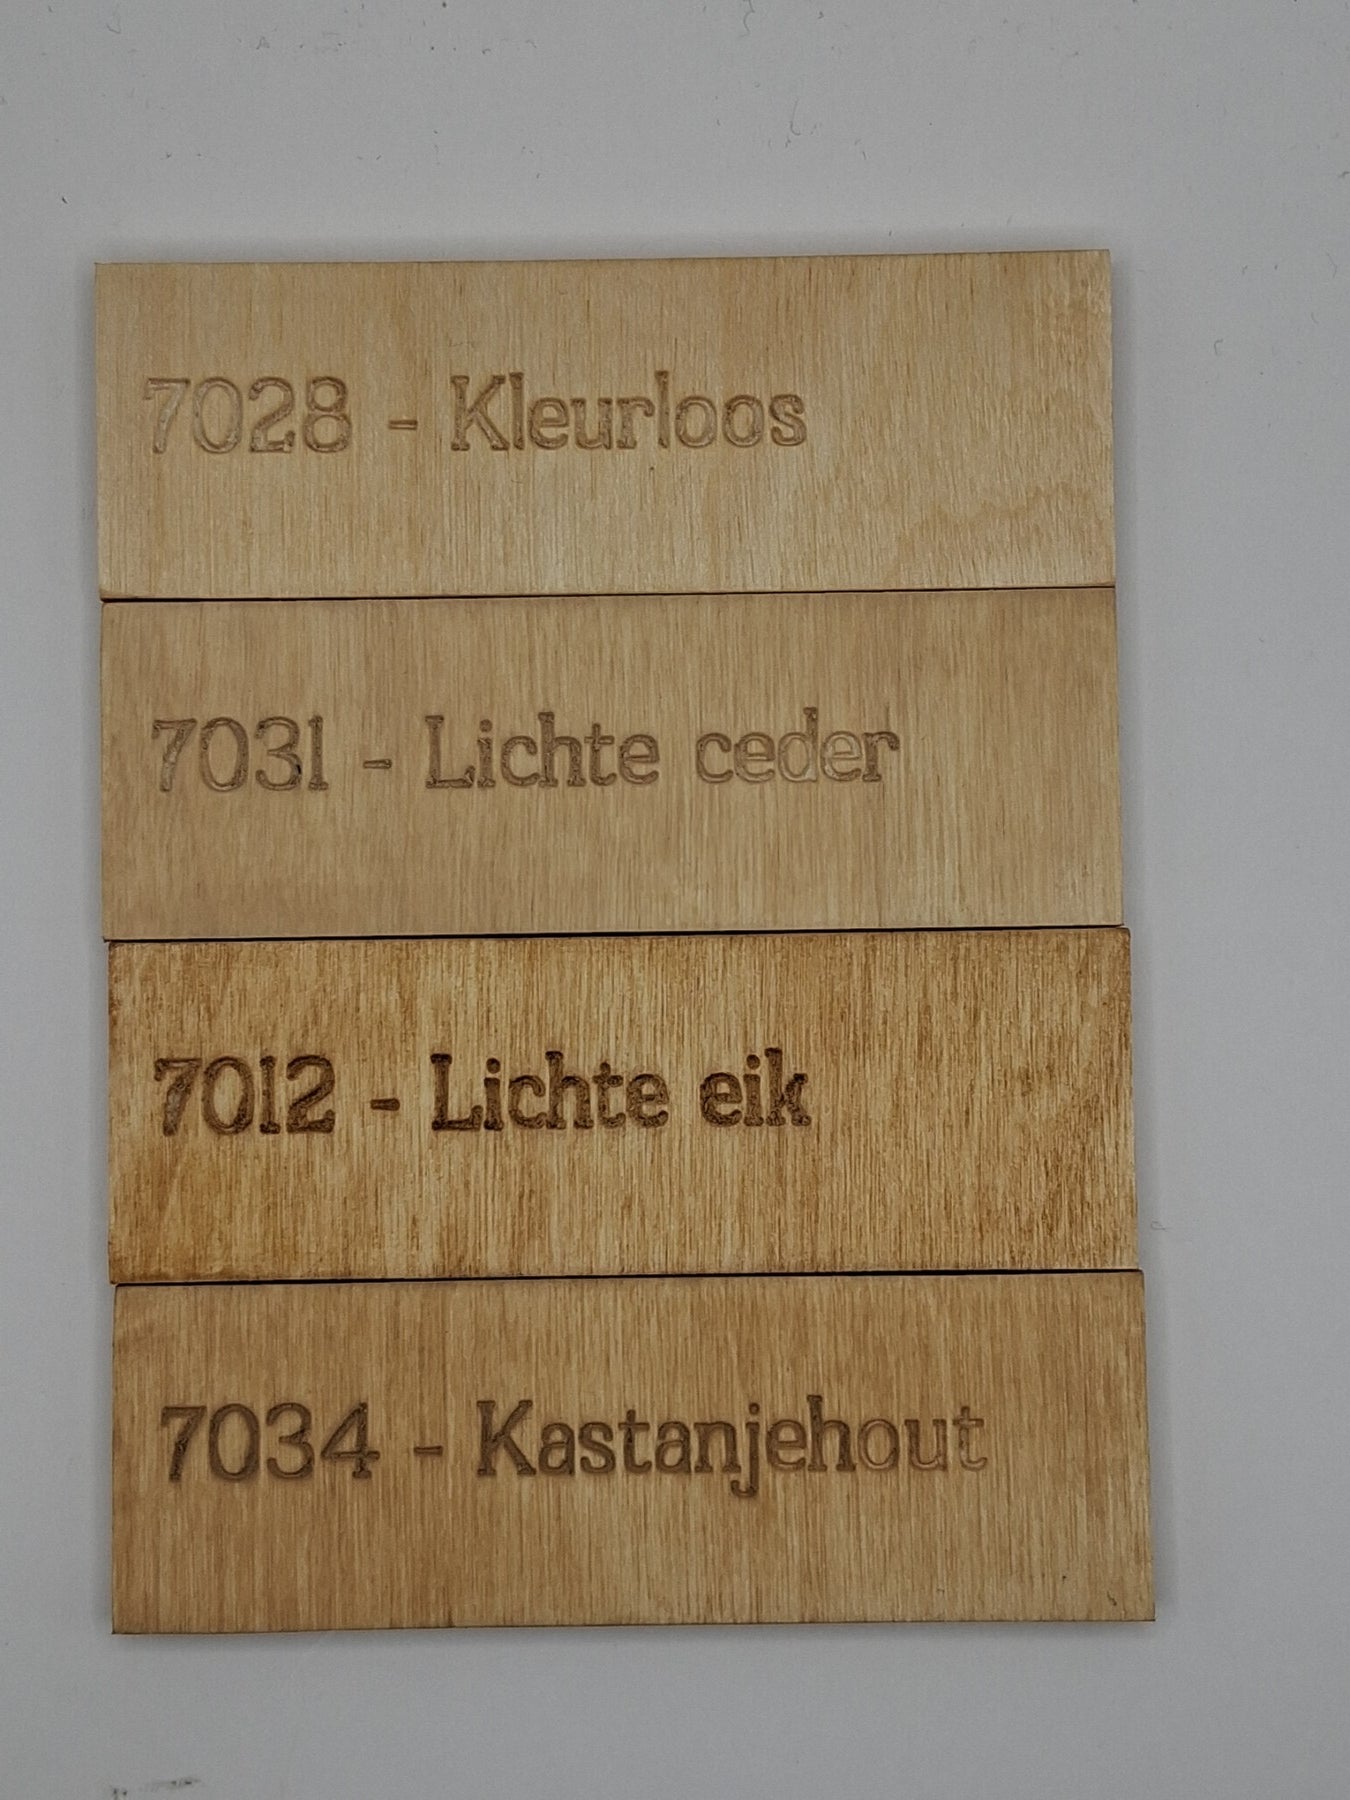 7028 - Kleurloos
7031 - Lichte ceder
7012 - Lichte eik
7034 - Kastanjehout